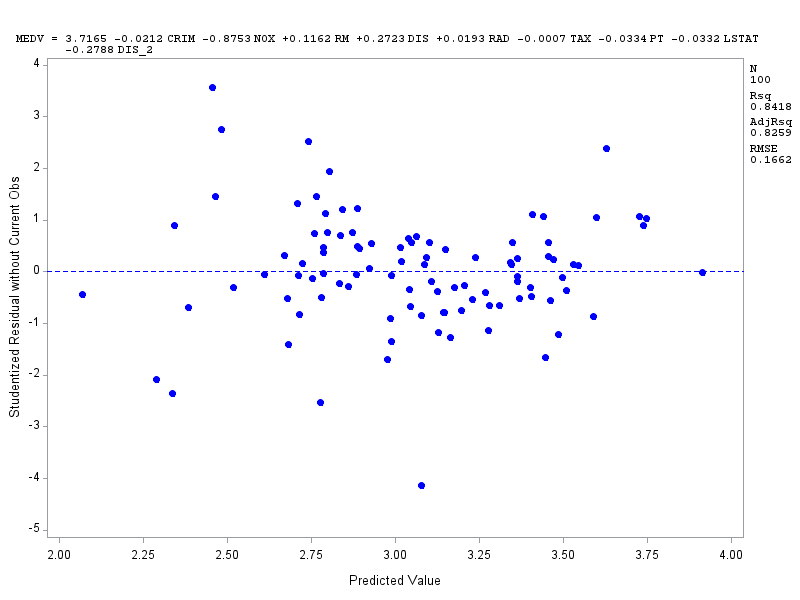 MEDV = 3.7165 -0.0212 CRIM -0.8753 NOX +0.1162 RM +0.2723 DIS +0.0193 RAD -0.0007 TAX -0.0334 PT -0.0332 LSTAT
-0.2788 DIS_2
N
100
Rsq
0.8418
AdjRsq
0.8259
RMSE
0.1662
Studentized Residual without Current Obs
4
3
2
1
0
-1
-2
-3
-4
-5
2.00 2.25 2.50 2.75 3.00 3.25 3.50 3.75 4.00
Predicted Value